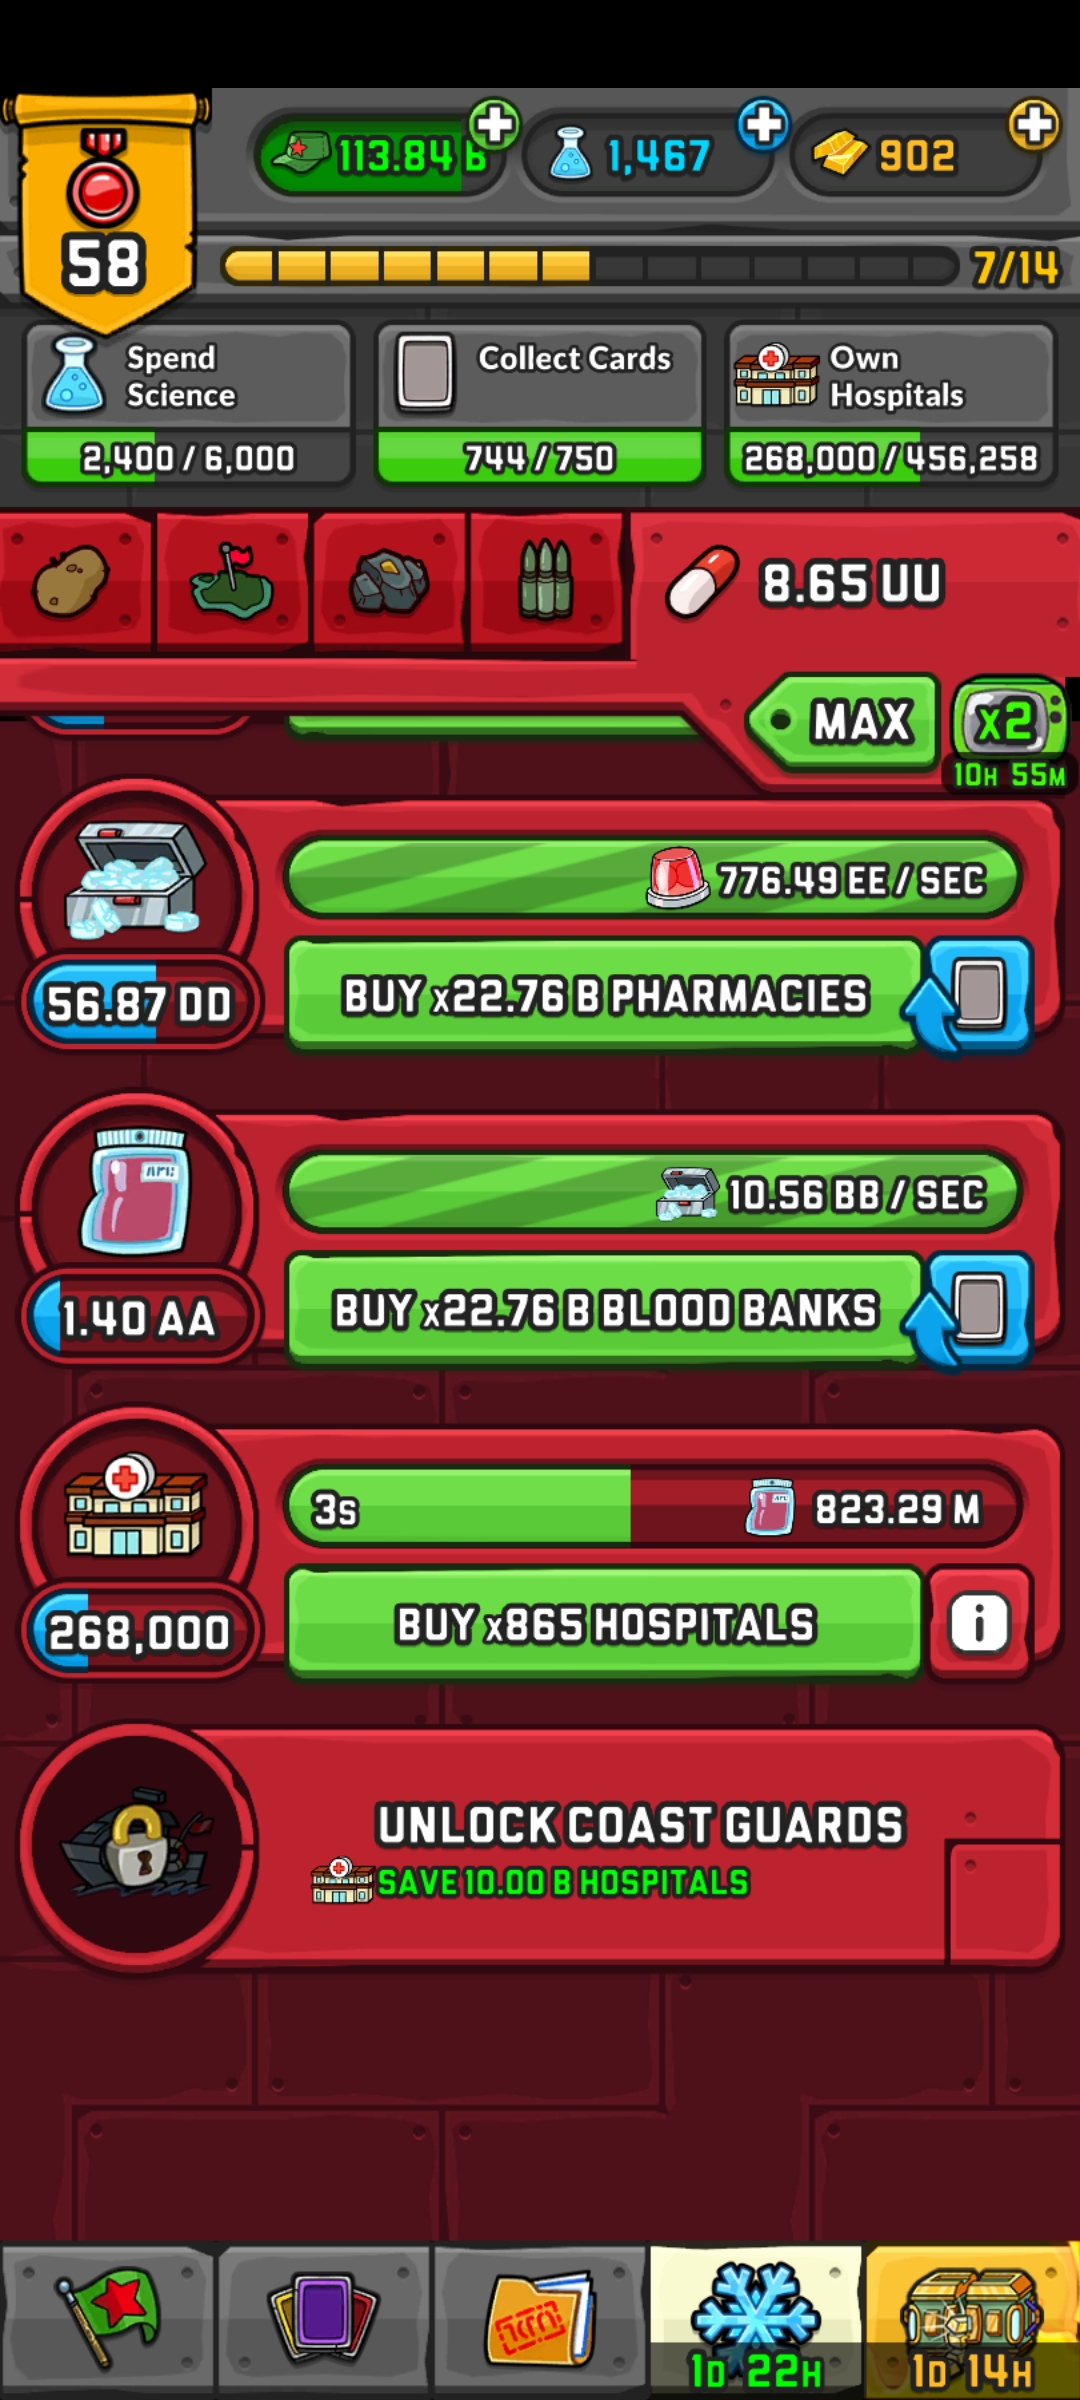 113.84 B
1,467
902
58
7/14
Spend
Science
2,400 / 6,000
Collect Cards
744 / 750
Own
Hospitals
268,000 / 456,258
8.65 UU
MAX
x2
10H 55M
776.49 EE / SEC
56.87 DD
BUY x22.76 B PHARMACIES
10.56 BB / SEC
1.40 AA
BUY x22.76 B BLOOD BANKS
3s
823.29 M
268,000
BUY x865 HOSPITALS
i
UNLOCK COAST GUARDS
SAVE 10.00 B HOSPITALS
1D 22H
1D 14H